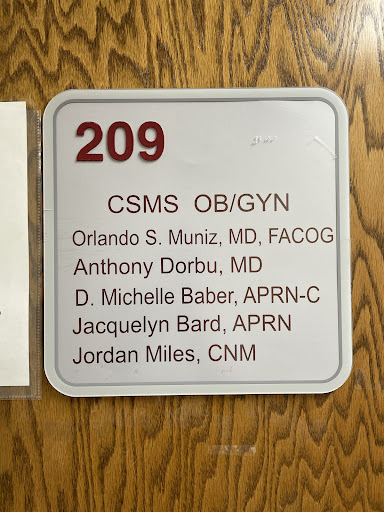 209
CSMS OB/GYN
Orlando S. Muniz, MD, FACOG
Anthony Dorbu, MD
D. Michelle Baber, APRN-C
Jacquelyn Bard, APRN
Jordan Miles, CNM